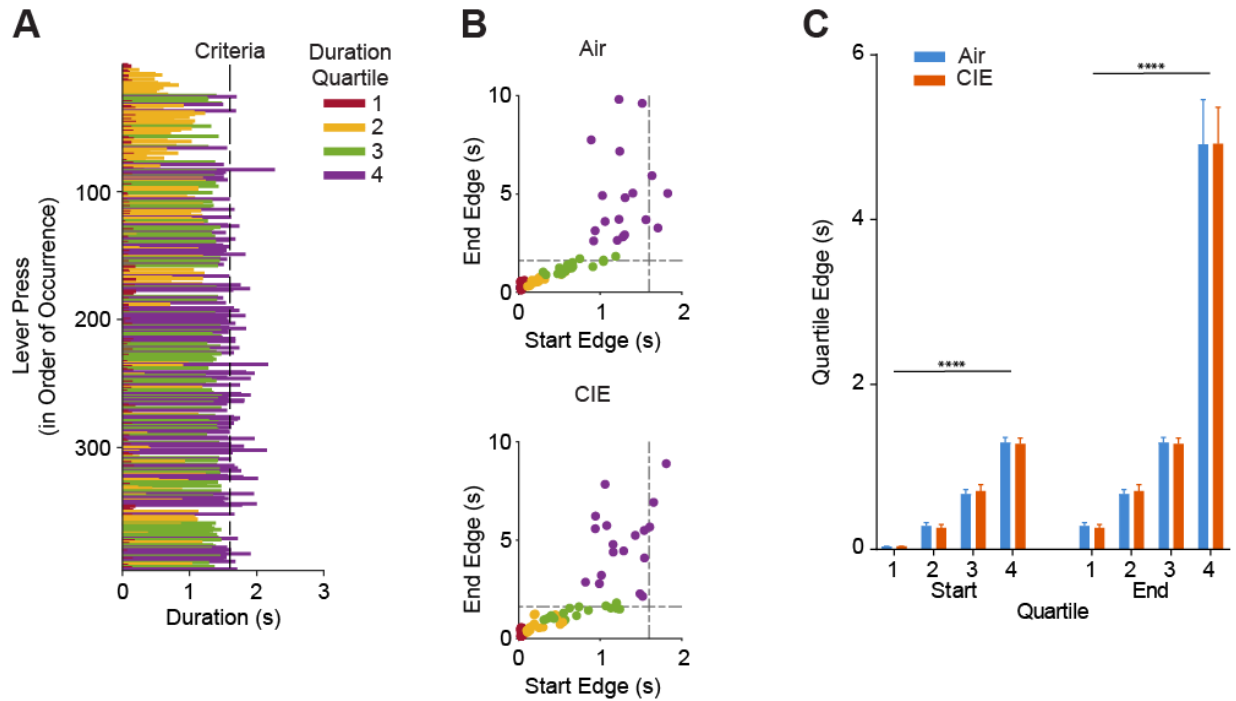 A
Criteria
Duration
Quartile
1
2
3
4
Lever Press
(in Order of Occurrence)
100
200
300
0
1
2
3
Duration (s)
B
Air
End Edge (s)
10
5
0
0
1
2
Start Edge (s)
CIE
End Edge (s)
10
5
0
0
1
2
Start Edge (s)
C
Air
CIE
****
****
Quartile Edge (s)
6
4
2
0
1
2
3
4
1
2
3
4
Start
End
Quartile